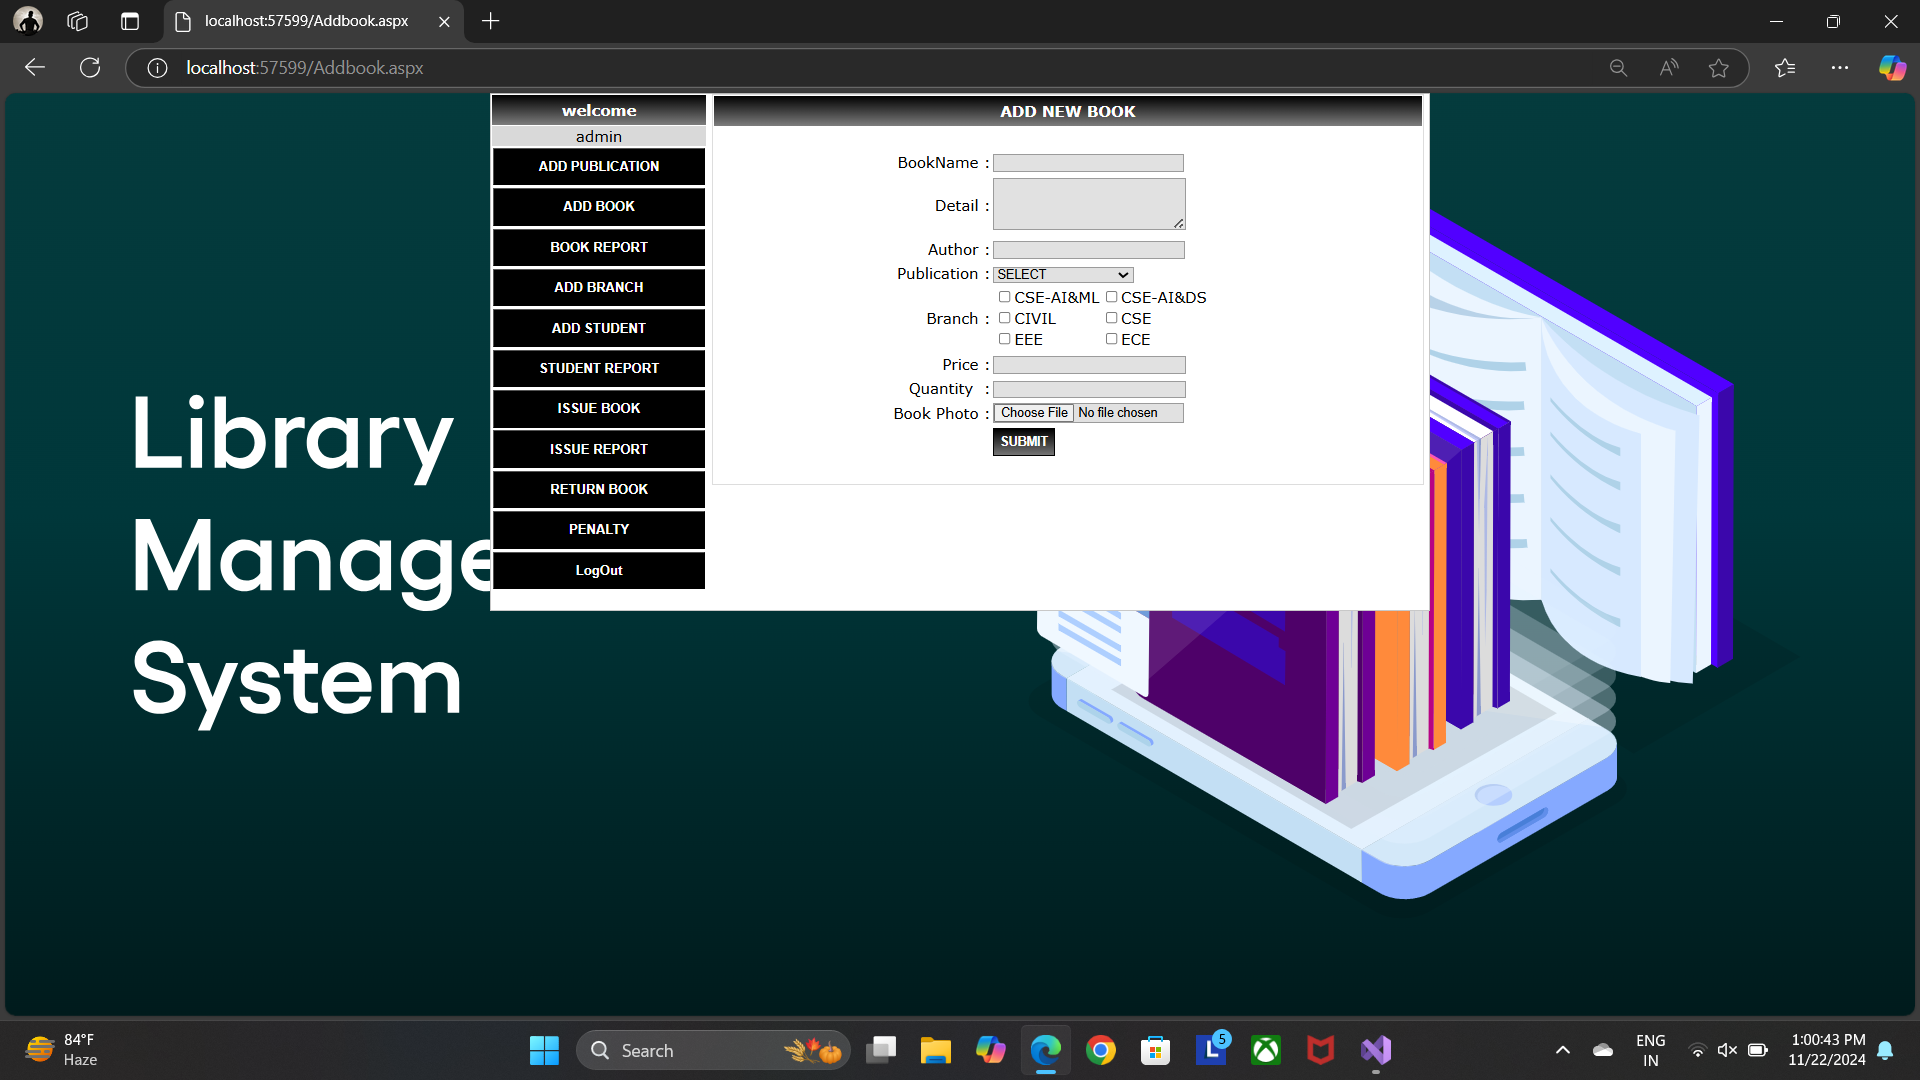 localhost:57599/Addbook.aspx
localhost:57599/Addbook.aspx
welcome
admin
ADD PUBLICATION
ADD BOOK
BOOK REPORT
ADD BRANCH
ADD STUDENT
STUDENT REPORT
ISSUE BOOK
ISSUE REPORT
RETURN BOOK
PENALTY
LogOut
ADD NEW BOOK
BookName :
Detail :
Author :
Publication : SELECT
Branch :
CSE-AI&ML CSE-AI&DS
CIVIL CSE
EEE ECE
Price :
Quantity :
Book Photo : Choose File No file chosen
SUBMIT
Library
Manage
System
84°F
Haze
Search
L 5
ENG
IN
1:00:43 PM
11/22/2024